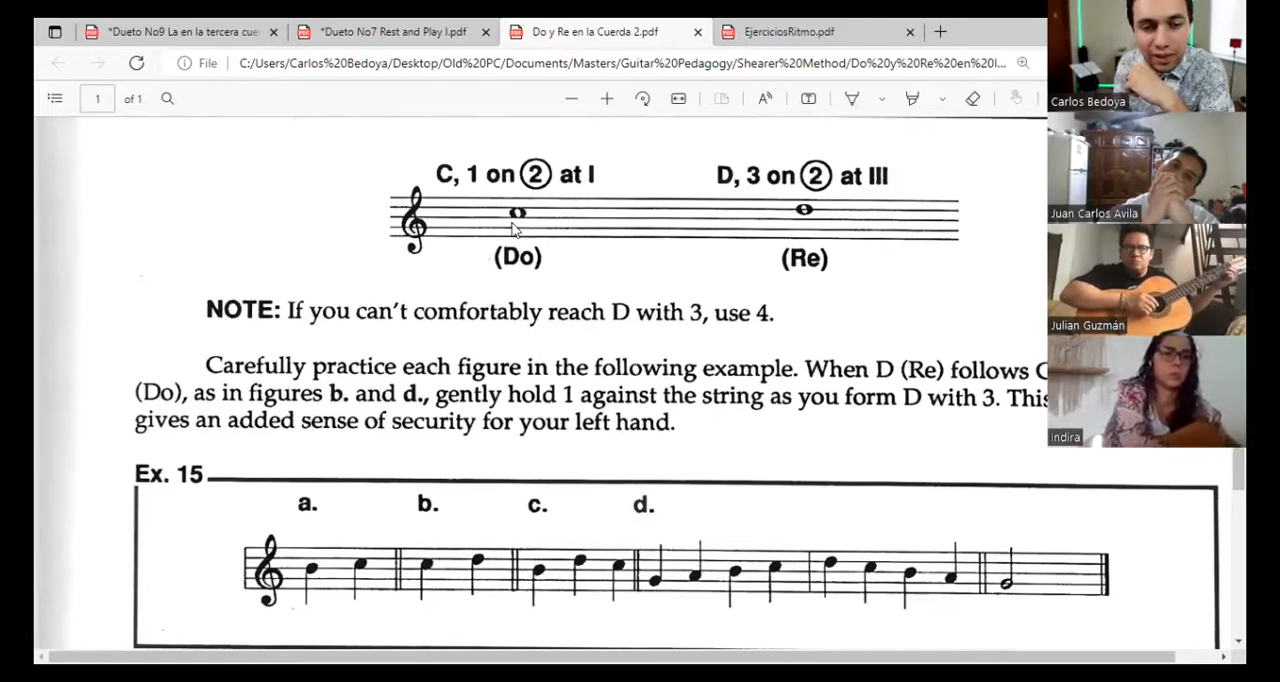 *Dueto No9 La en la tercera cue
*Dueto No7 Rest and Play I.pdf
Do y Re en la Cuerda 2.pdf
EjerciciosRitmo.pdf
File
C:/Users/Carlos%20Bedoya/Desktop/Old%20PC/Documents/Masters/Guitar%20Pedagogy/Shearer%20Method/Do%20y%20Re%20en%20l...
1 of 1
C, 1 on ② at I
D, 3 on ② at III
(Do)
(Re)
NOTE: If you can't comfortably reach D with 3, use 4.
Carefully practice each figure in the following example. When D (Re) follows C
(Do), as in figures b. and d., gently hold 1 against the string as you form D with 3. This
gives an added sense of security for your left hand.
Ex. 15
a. b. c. d.
Carlos Bedoya
Juan Carlos Avila
Julian Guzmán
Indira